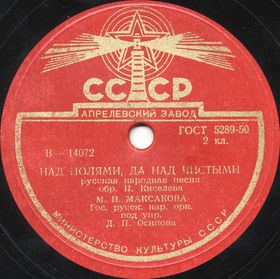 СССР
АПРЕЛЕВСКИЙ ЗАВОД
ГОСТ 5289-50
2 кл.
В — 14072
НАД ПОЛЯМИ, ДА НАД ЧИСТЫМИ
русская народная песня
обр. Н. Киселева
М. П. МАКСАКОВА
Гос. русск. нар. орк.
под упр.
Д. П. Осипова
МИНИСТЕРСТВО КУЛЬТУРЫ СССР